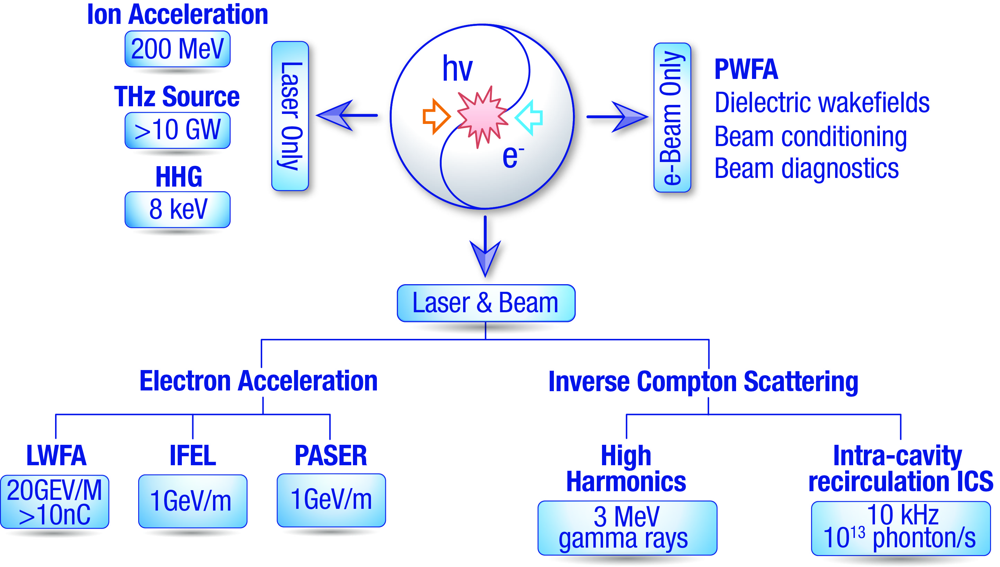 Ion Acceleration
200 MeV
THz Source
>10 GW
HHG
8 keV
Laser Only
hν
e⁻
e-Beam Only
PWFA
Dielectric wakefields
Beam conditioning
Beam diagnostics
Laser & Beam
Electron Acceleration
LWFA
20GEV/M
>10nC
IFEL
1GeV/m
PASER
1GeV/m
Inverse Compton Scattering
High
Harmonics
3 MeV
gamma rays
Intra-cavity
recirculation ICS
10 kHz
10¹³ phonton/s